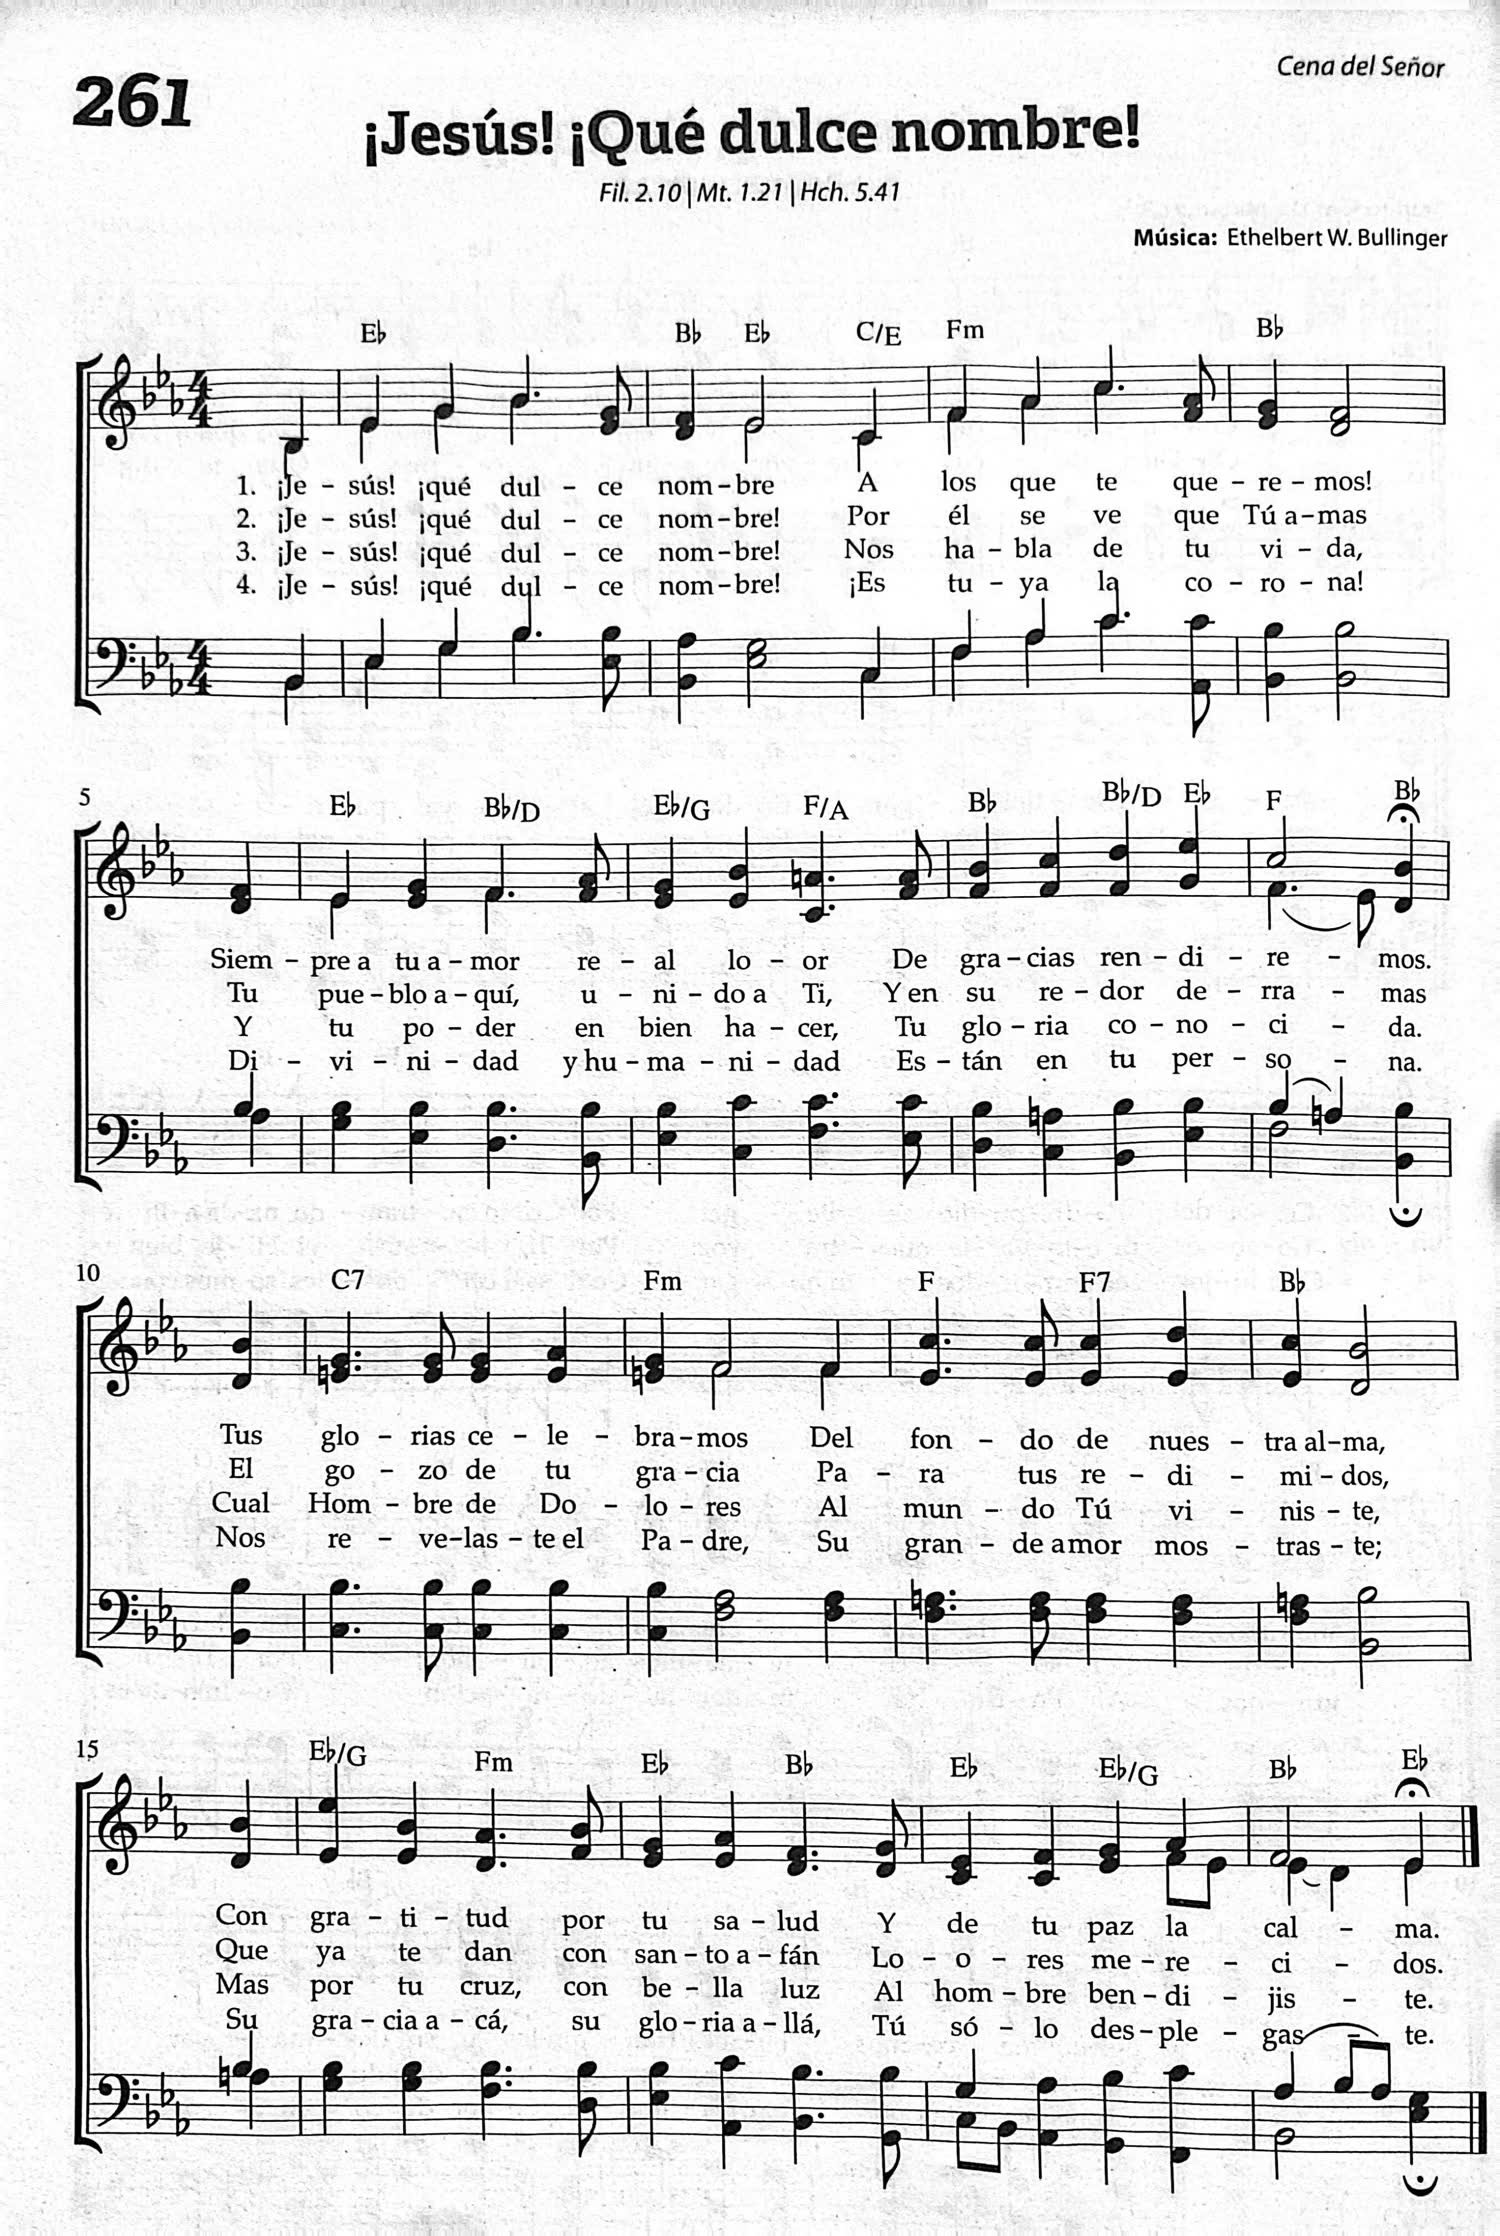 261
Cena del Señor
¡Jesús! ¡Qué dulce nombre!
Fil. 2.10 | Mt. 1.21 | Hch. 5.41
Música: Ethelbert W. Bullinger
E♭ B♭ E♭ C/E Fm B♭
1. ¡Je – sús! ¡qué dul – ce nom – bre A los que te que – re – mos!
2. ¡Je – sús! ¡qué dul – ce nom – bre! Por él se ve que Tú a – mas
3. ¡Je – sús! ¡qué dul – ce nom – bre! Nos ha – bla de tu vi – da,
4. ¡Je – sús! ¡qué dul – ce nom – bre! ¡Es tu – ya la co – ro – na!
5
E♭ B♭/D E♭/G F/A B♭ B♭/D E♭ F B♭
Siem – pre a tu a – mor re – al lo – or De gra – cias ren – di – re – mos.
Tu pue – blo a – quí, u – ni – do a Ti, Y en su re – dor de – rra – mas
Y tu po – der en bien ha – cer, Tu glo – ria co – no – ci – da.
Di – vi – ni – dad y hu – ma – ni – dad Es – tán en tu per – so – na.
10
C7 Fm F F7 B♭
Tus glo – rias ce – le – bra – mos Del fon – do de nues – tra al – ma,
El go – zo de tu gra – cia Pa – ra tus re – di – mi – dos,
Cual Hom – bre de Do – lo – res Al mun – do Tú vi – nis – te,
Nos re – ve – las – te el Pa – dre, Su gran – de amor mos – tras – te;
15
E♭/G Fm E♭ B♭ E♭ E♭/G B♭ E♭
Con gra – ti – tud por tu sa – lud Y de tu paz la cal – ma.
Que ya te dan con san – to a – fán Lo – o – res me – re – ci – dos.
Mas por tu cruz, con be – lla luz Al hom – bre ben – di – jis – te.
Su gra – cia a – cá, su glo – ria a – llá, Tú só – lo des – ple – gas – te.